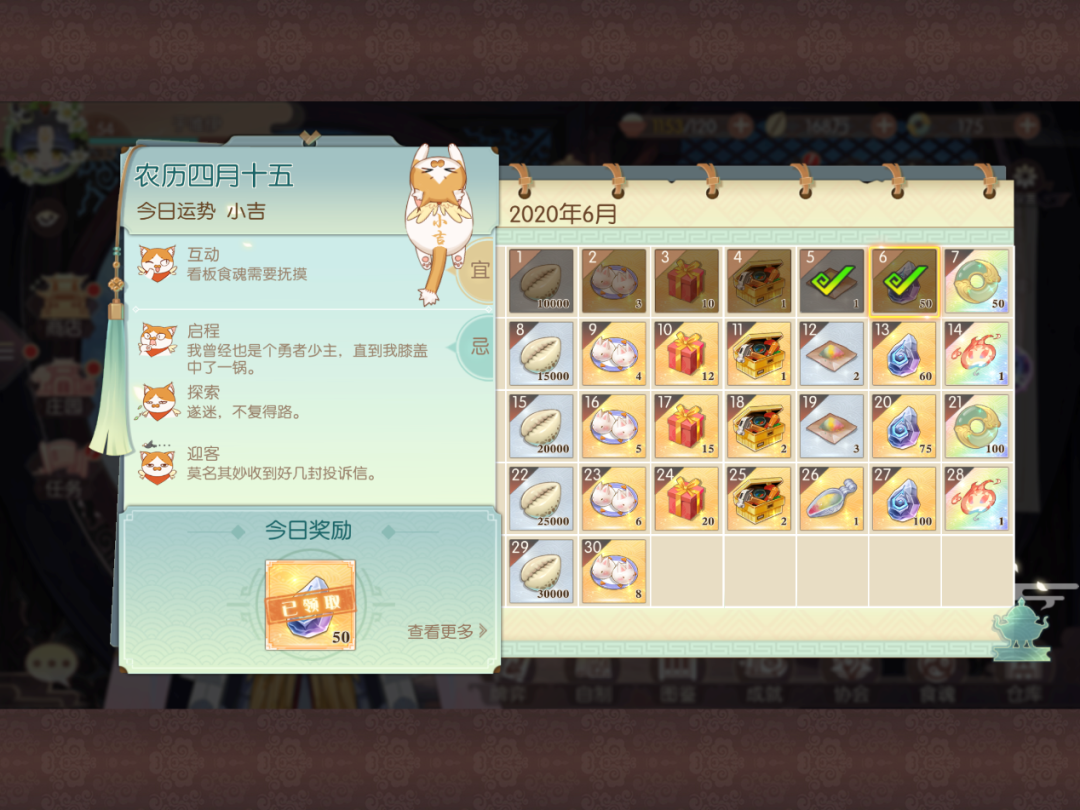 农历四月十五
今日运势 小吉
小吉
宜
互动
看板食魂需要抚摸
忌
启程
我曾经也是个勇者少主，直到我膝盖
中了一锅。
探索
遂迷，不复得路。
迎客
莫名其妙收到好几封投诉信。
今日奖励
已领取
50
查看更多
2020年6月
1 2 3 4 5 6 7
10000 3 10 1 1 50 50
8 9 10 11 12 13 14
15000 4 12 1 2 60 1
15 16 17 18 19 20 21
20000 5 15 2 3 75 100
22 23 24 25 26 27 28
25000 6 20 2 1 100 1
29 30
30000 8